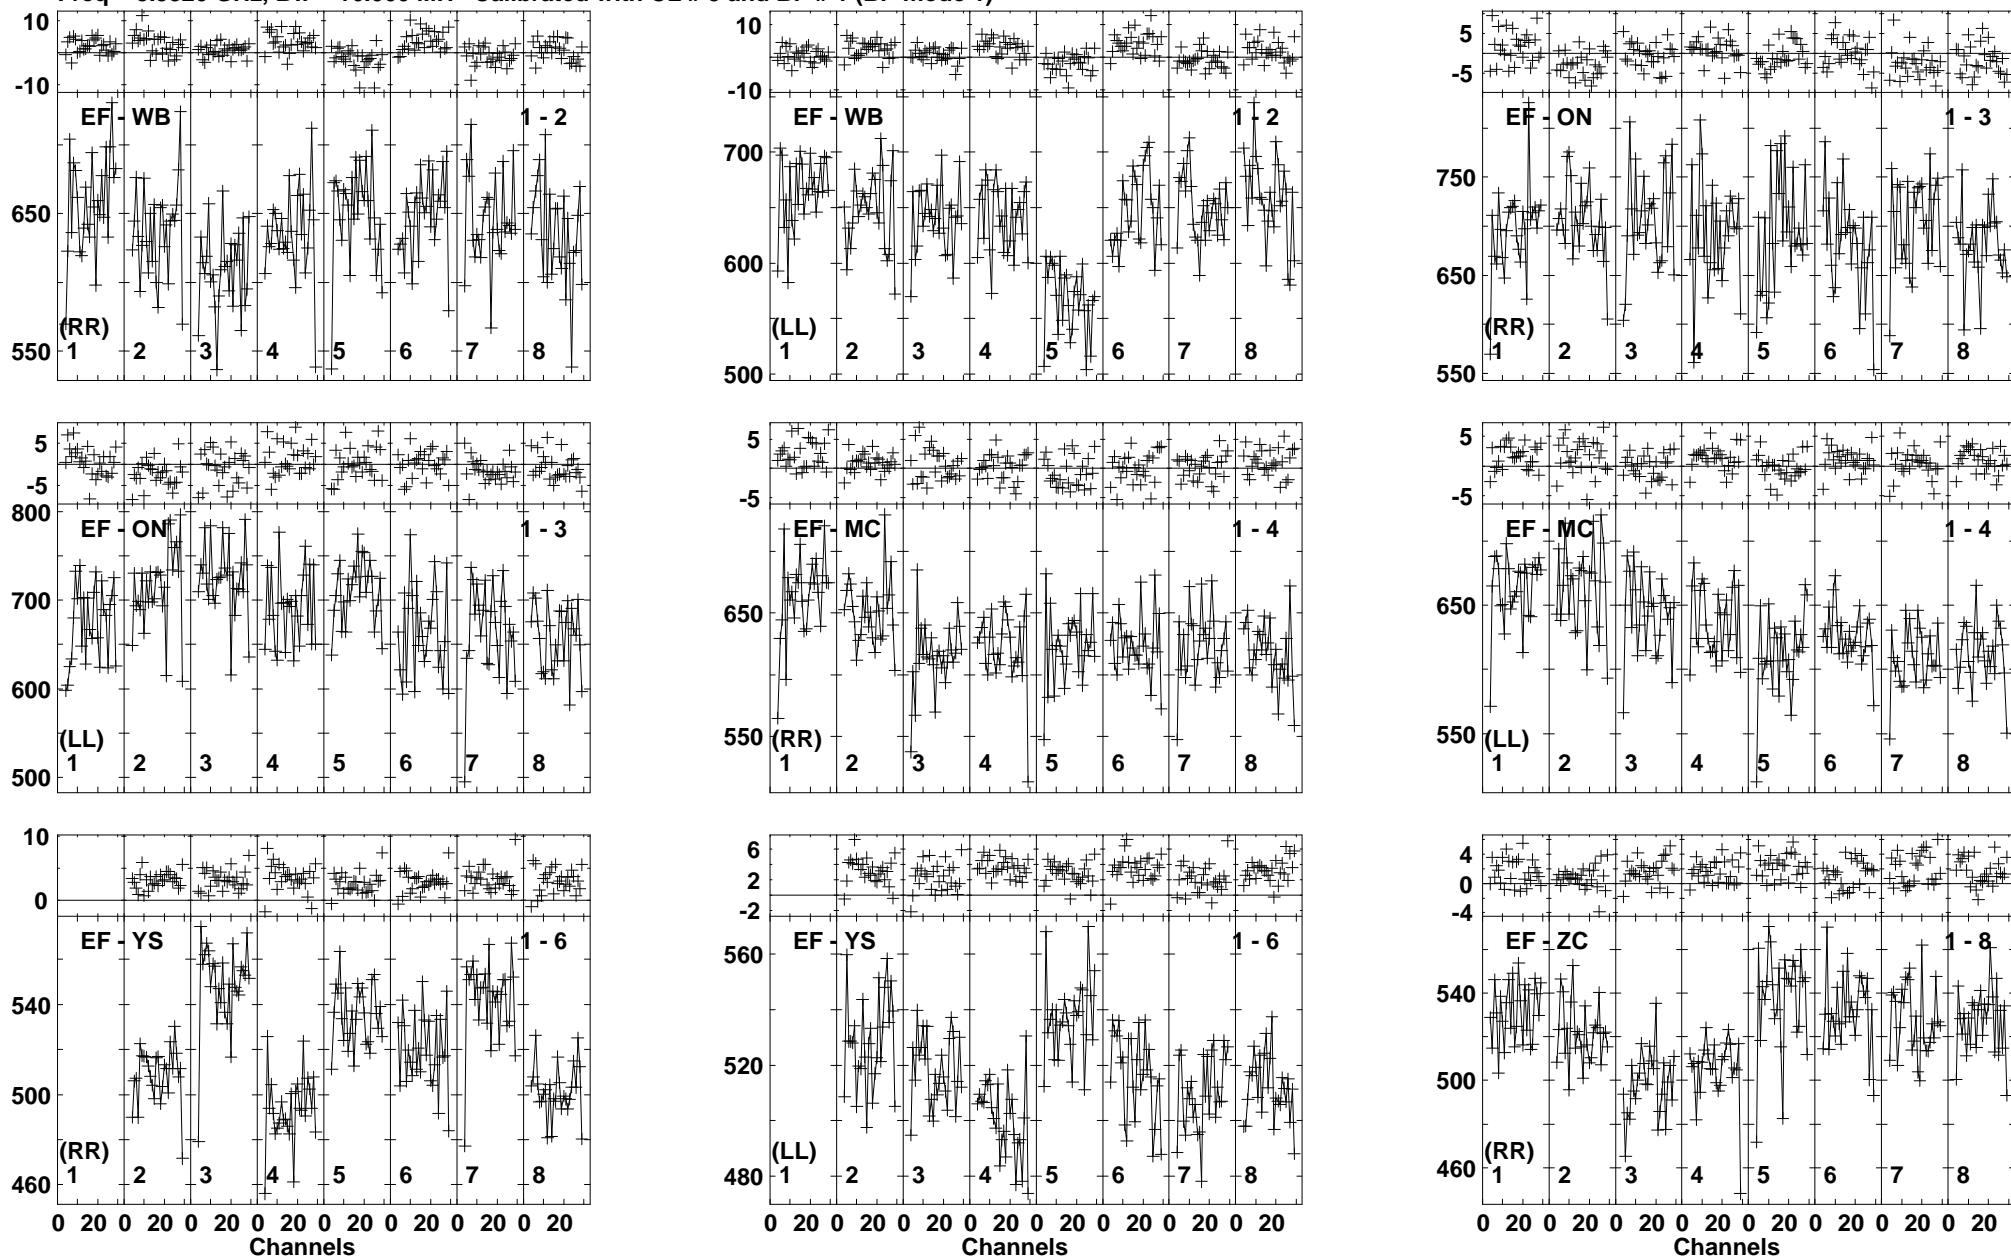 10 10 5
-10 -10 -5
EF - WB 1 - 2 EF - WB 1 - 2 EF - ON 1 - 3
650 700 750
600 650
(RR) (LL) (RR)
550 1 2 3 4 5 6 7 8 500 1 2 3 4 5 6 7 8 550 1 2 3 4 5 6 7 8
5 5 5
-5 -5 -5
800 EF - ON 1 - 3 EF - MC 1 - 4 EF - MC 1 - 4
700 650 650
600 550 550
(LL) (RR) (LL)
500 1 2 3 4 5 6 7 8 1 2 3 4 5 6 7 8 1 2 3 4 5 6 7 8
10 6 4
0 2 0
-2 -4
EF - YS 1 - 6 EF - YS 1 - 6 EF - ZC 1 - 8
540 560 540
500 520 500
(RR) (LL) (RR)
460 1 2 3 4 5 6 7 8 480 1 2 3 4 5 6 7 8 460 1 2 3 4 5 6 7 8
0 20 0 20 0 20 0 20 0 20 0 20 0 20 0 20 0 20 0 20 0 20 0 20 0 20 0 20 0 20 0 20 0 20 0 20 0 20 0 20 0 20 0 20 0 20 0 20
Channels Channels Channels